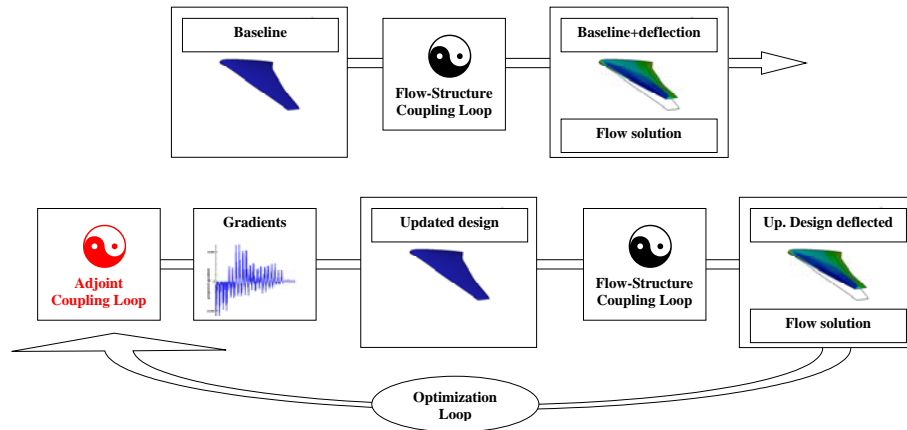 Baseline
Flow-Structure
Coupling Loop
Baseline+deflection
Flow solution
Adjoint
Coupling Loop
Gradients
Updated design
Flow-Structure
Coupling Loop
Up. Design deflected
Flow solution
Optimization
Loop